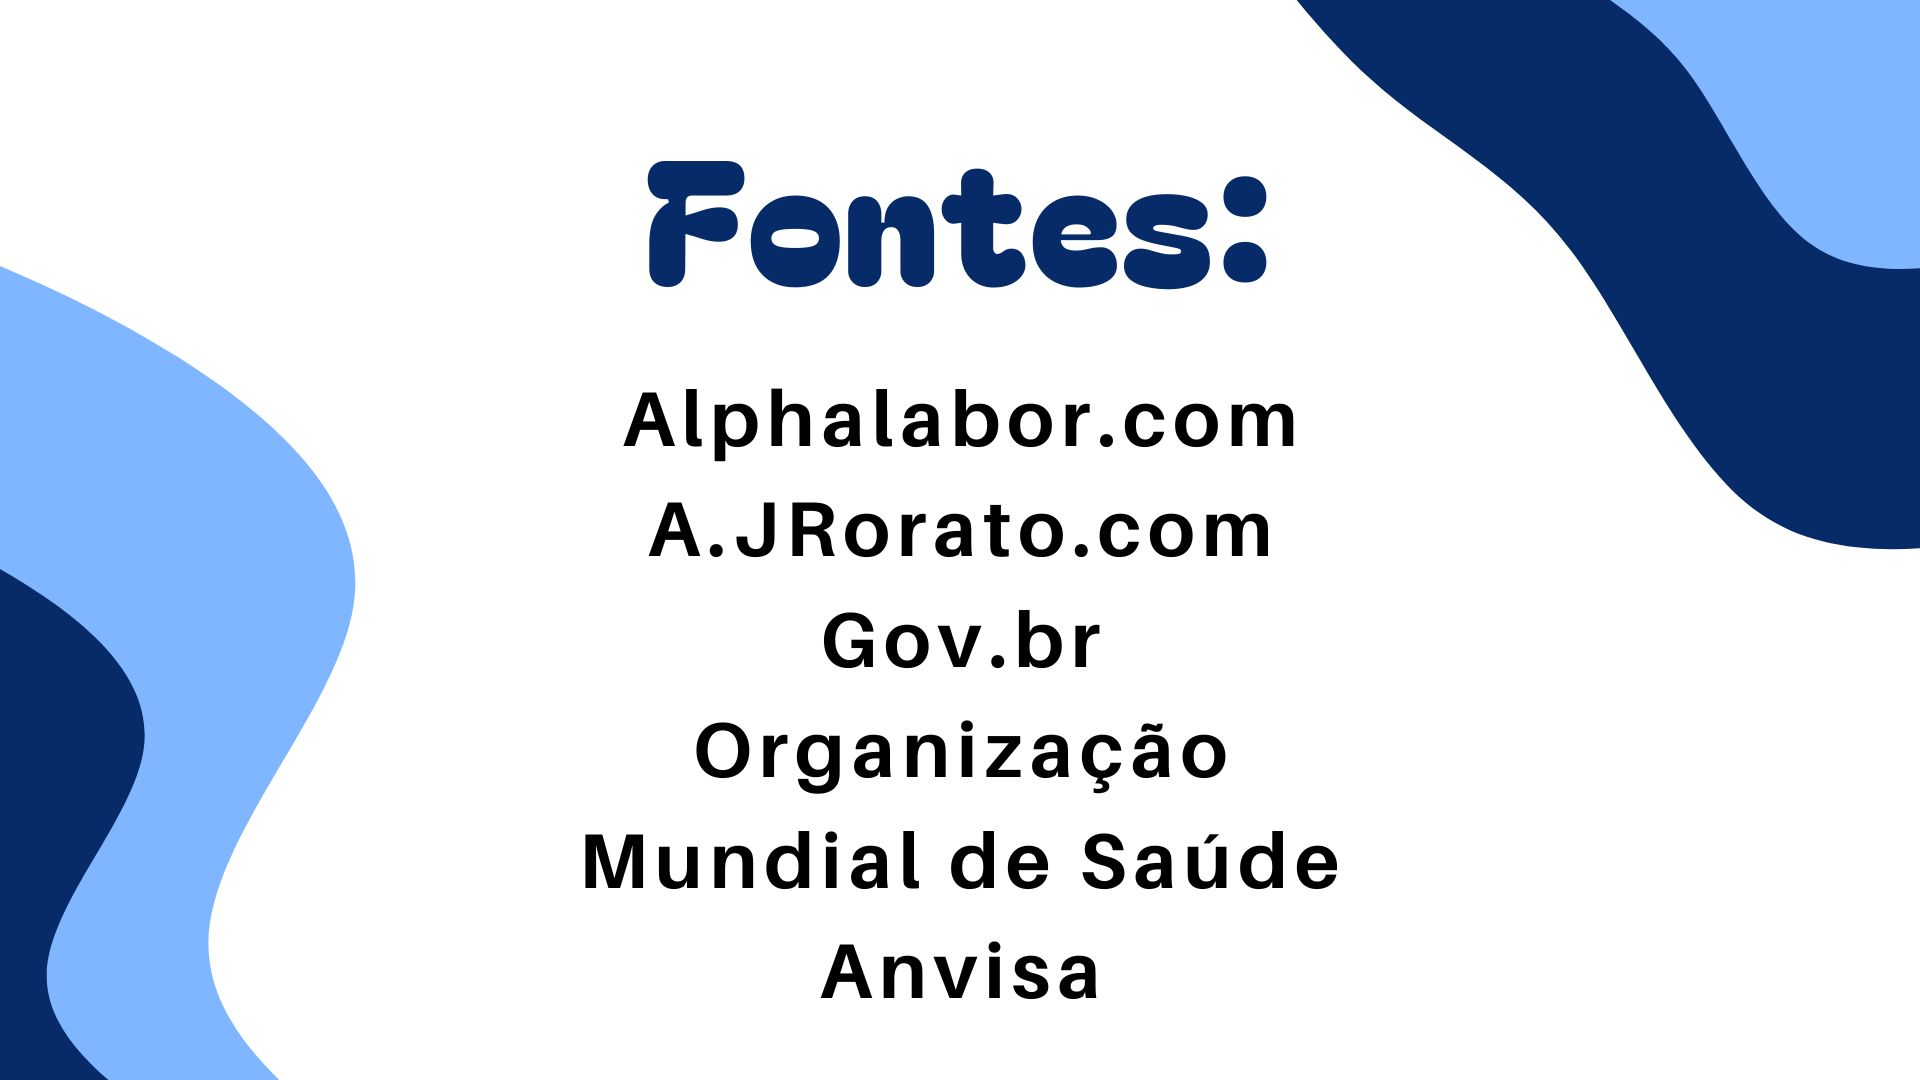 Fontes:
Alphalabor.com
A.JRorato.com
Gov.br
Organização
Mundial de Saúde
Anvisa